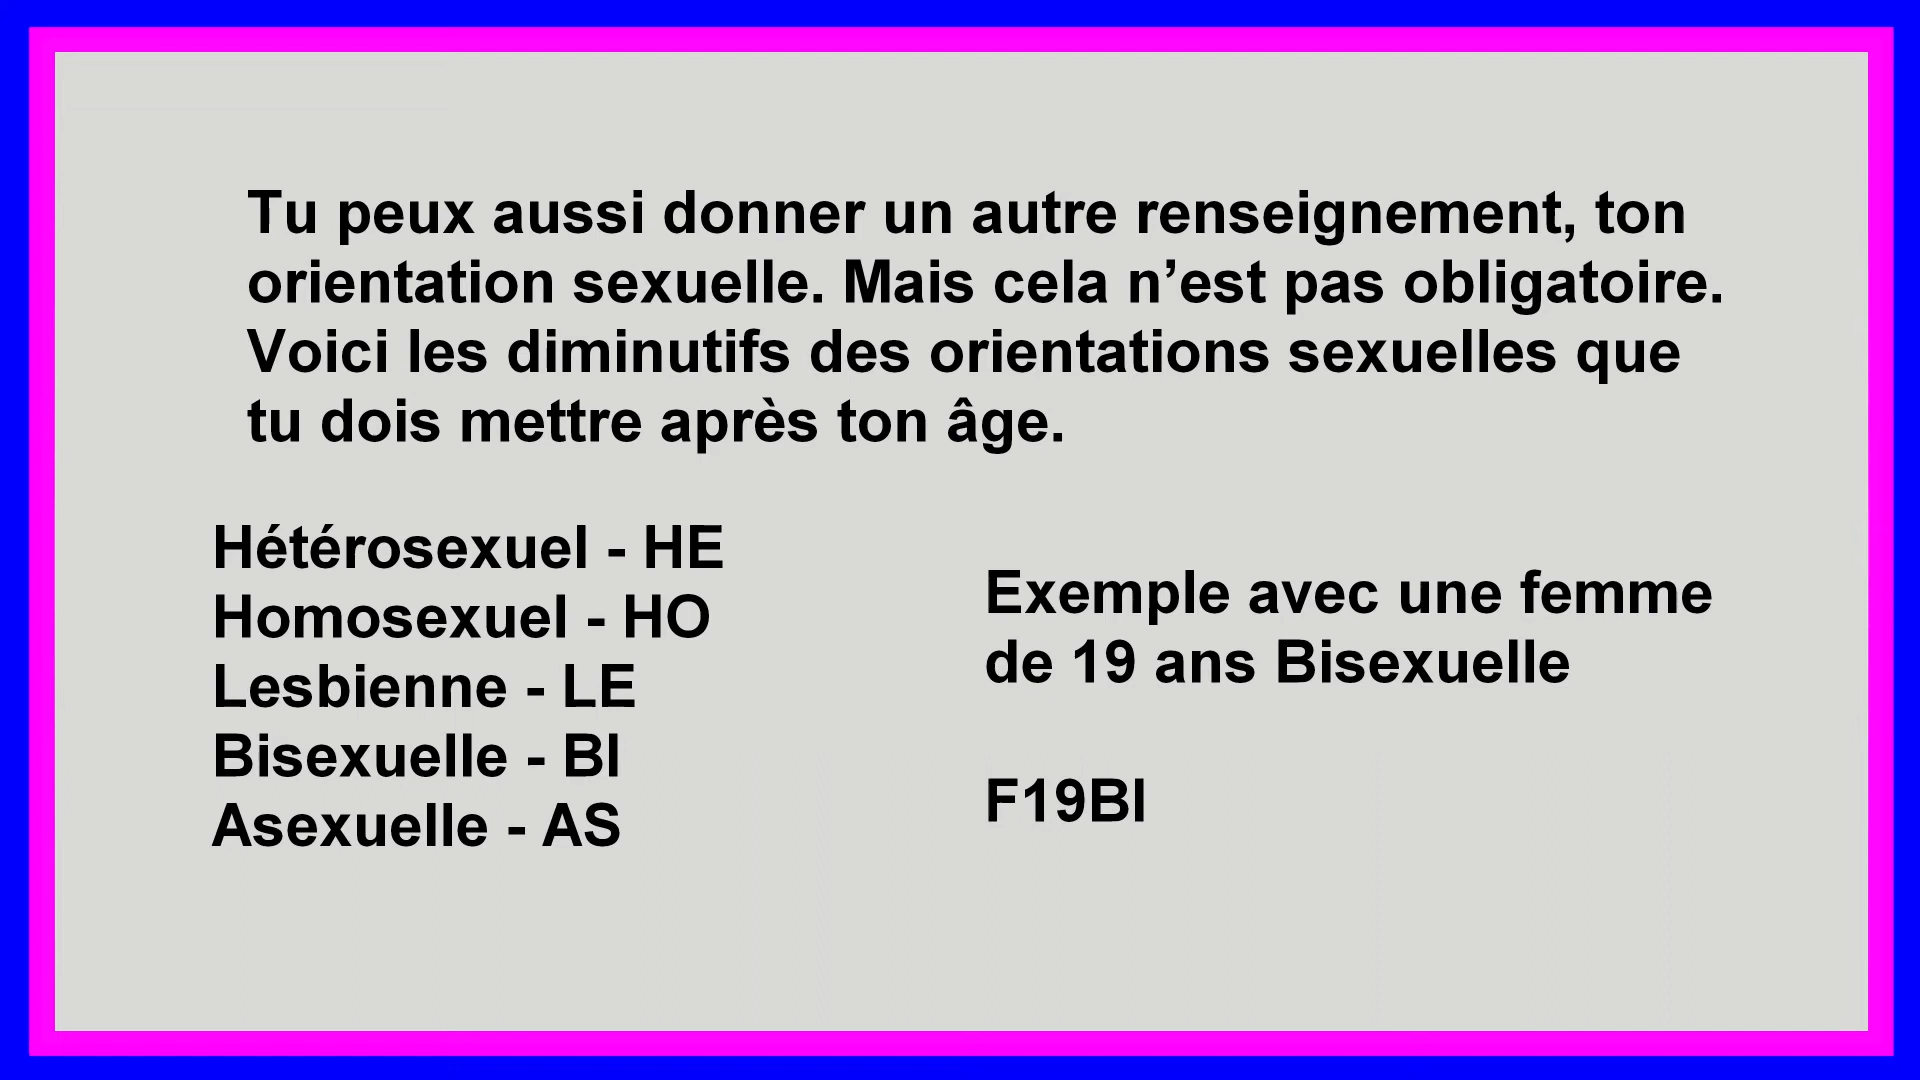 Tu peux aussi donner un autre renseignement, ton
orientation sexuelle. Mais cela n’est pas obligatoire.
Voici les diminutifs des orientations sexuelles que
tu dois mettre après ton âge.
Hétérosexuel - HE
Homosexuel - HO
Lesbienne - LE
Bisexuelle - BI
Asexuelle - AS
Exemple avec une femme
de 19 ans Bisexuelle
F19BI